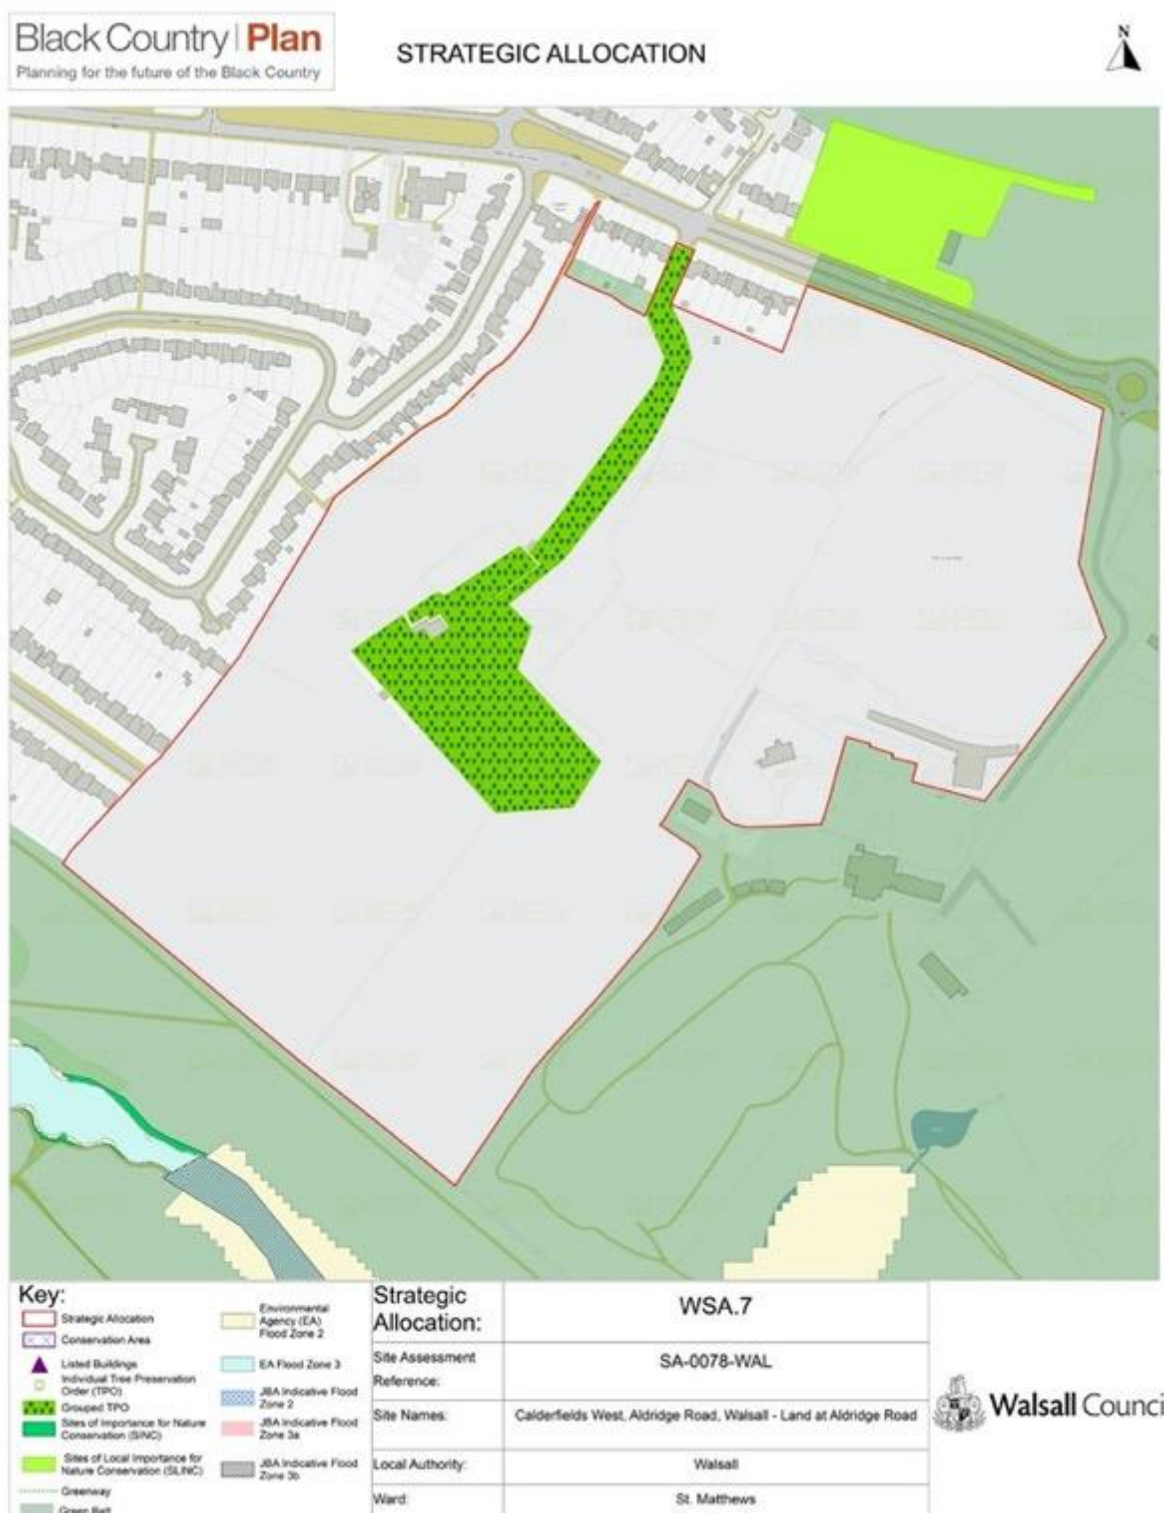 Black Country | Plan
Planning for the future of the Black Country
STRATEGIC ALLOCATION
N
Key:
Strategic Allocation
Conservation Area
Listed Buildings
Individual Tree Preservation
Order (TPO)
Grouped TPO
Sites of Importance for Nature
Conservation (SINC)
Sites of Local Importance for
Nature Conservation (SLINC)
Greenway
Green Belt
Environmental
Agency (EA)
Flood Zone 2
EA Flood Zone 3
JBA Indicative Flood
Zone 2
JBA Indicative Flood
Zone 3a
JBA Indicative Flood
Zone 3b
Strategic
Allocation:
WSA.7
Site Assessment
Reference:
SA-0078-WAL
Site Names:
Calderfields West, Aldridge Road, Walsall - Land at Aldridge Road
Local Authority:
Walsall
Ward:
St. Matthews
Walsall Counci